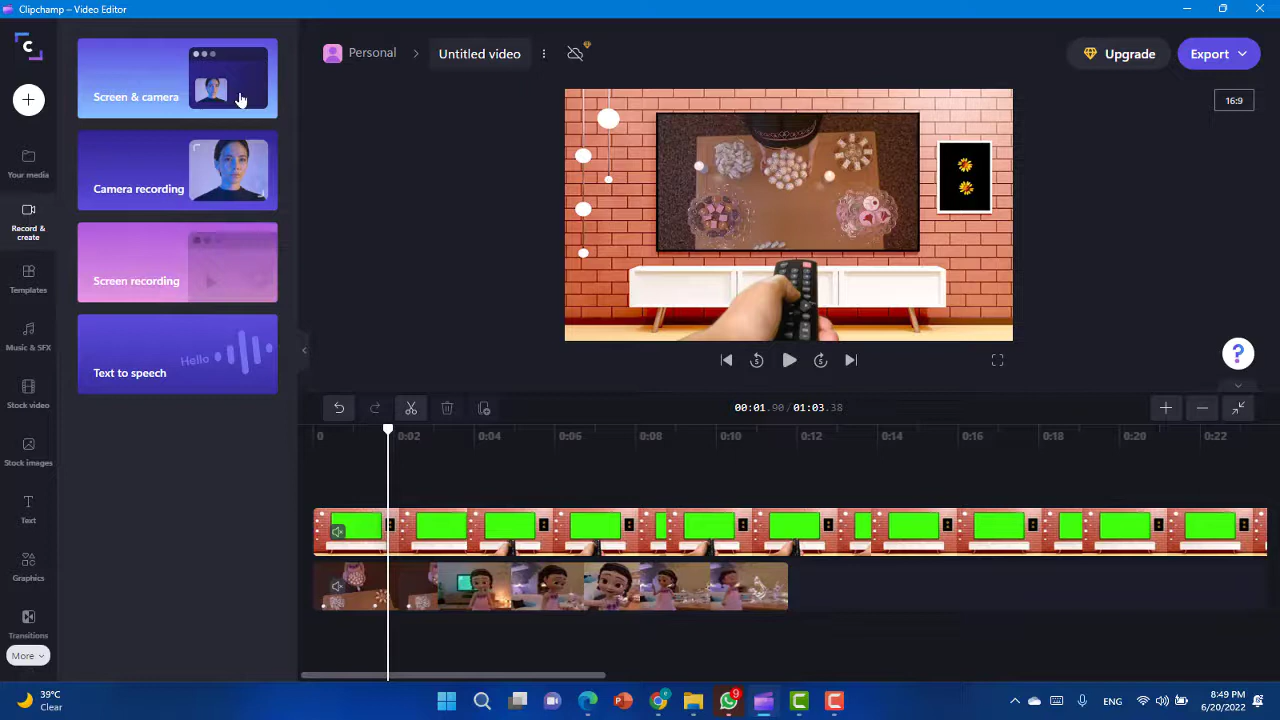 Clipchamp – Video Editor
C
Your media
Record &
create
Templates
Music & SFX
Stock video
Stock images
Text
Graphics
Transitions
More
Screen & camera
Camera recording
Screen recording
Hello
Text to speech
Personal
Untitled video
Upgrade
Export
16:9
5
5
?
00:01.90/01:03.38
0
0:02
0:04
0:06
0:08
0:10
0:12
0:14
0:16
0:18
0:20
0:22
39°C
Clear
9
ENG
8:49 PM
6/20/2022